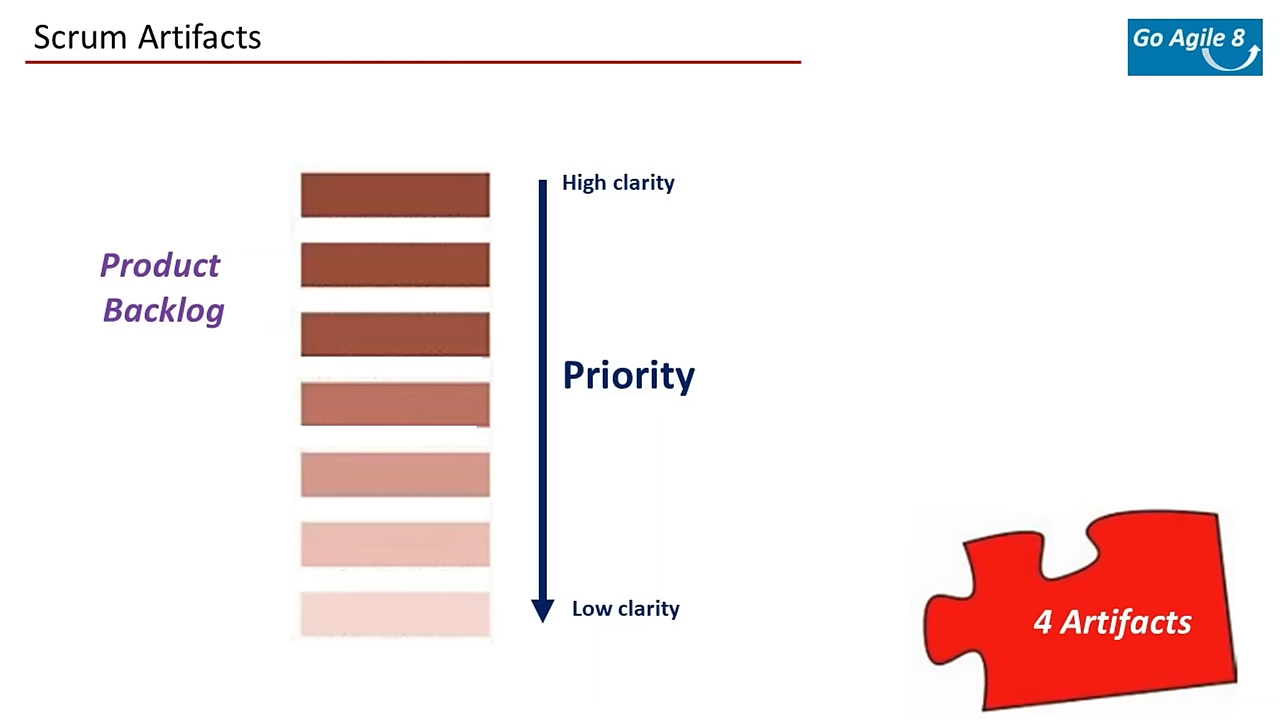 Scrum Artifacts
Go Agile 8
High clarity
Product
Backlog
Priority
Low clarity
4 Artifacts